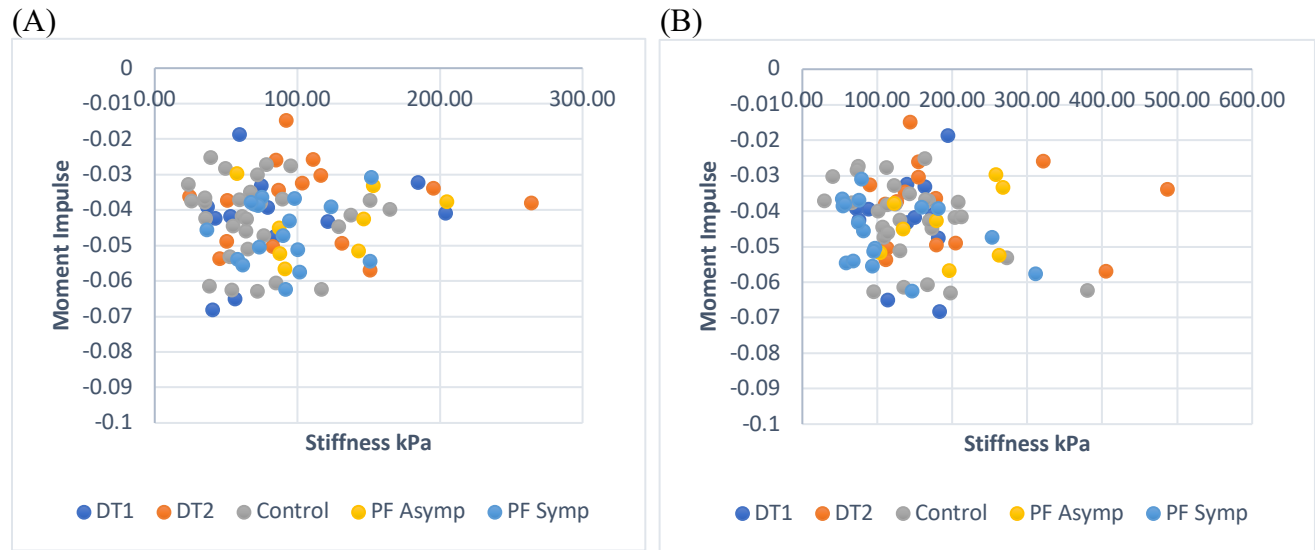 (A)
0
-0.01
-0.02
-0.03
-0.04
-0.05
-0.06
-0.07
-0.08
-0.09
-0.1
0.00 100.00 200.00 300.00
Moment Impulse
Stiffness kPa
DT1 DT2 Control PF Asymp PF Symp
(B)
0
-0.01
-0.02
-0.03
-0.04
-0.05
-0.06
-0.07
-0.08
-0.09
-0.1
0.00 100.00 200.00 300.00 400.00 500.00 600.00
Moment Impulse
Stiffness kPa
DT1 DT2 Control PF Asymp PF Symp